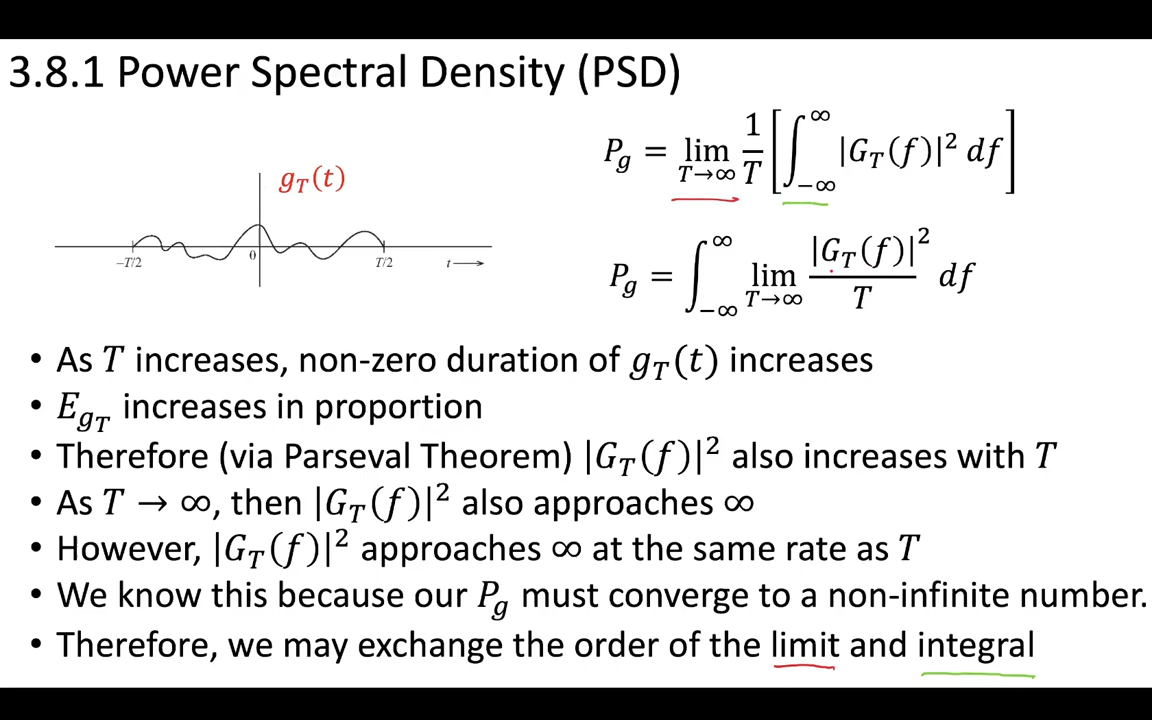 3.8.1 Power Spectral Density (PSD)
g_T(t)
−T/2 0 T/2 t→
P_g = lim_{T→∞} 1/T [∫_{−∞}^{∞} |G_T(f)|² df]
P_g = ∫_{−∞}^{∞} lim_{T→∞} |G_T(f)|²/T df
• As T increases, non-zero duration of g_T(t) increases
• E_{g_T} increases in proportion
• Therefore (via Parseval Theorem) |G_T(f)|² also increases with T
• As T → ∞, then |G_T(f)|² also approaches ∞
• However, |G_T(f)|² approaches ∞ at the same rate as T
• We know this because our P_g must converge to a non-infinite number.
• Therefore, we may exchange the order of the limit and integral